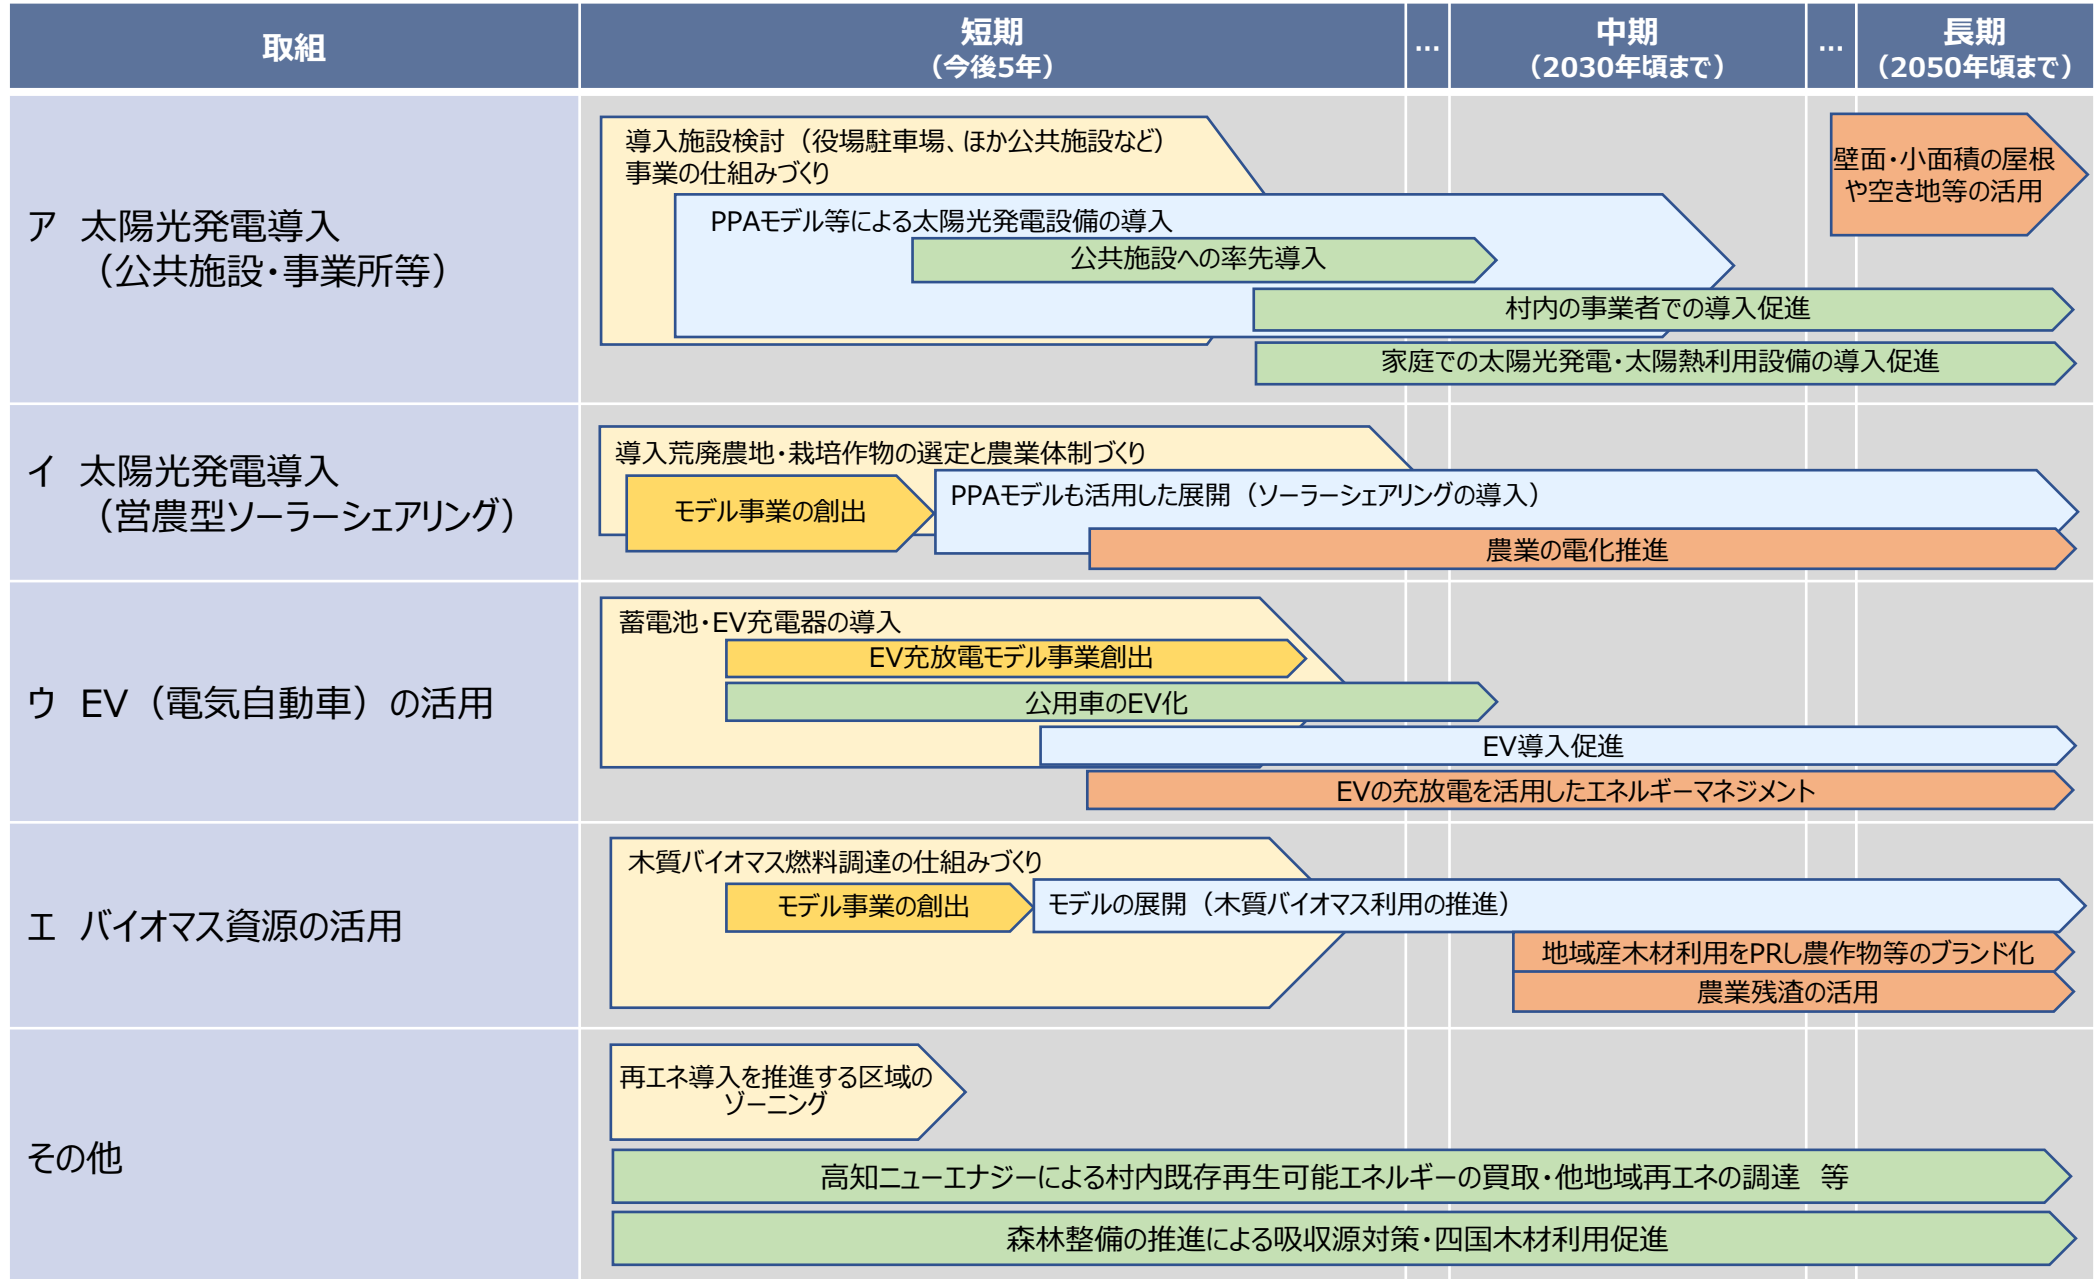 取組
短期
（今後5年）
…
中期
（2030年頃まで）
…
長期
（2050年頃まで）
ア　太陽光発電導入
（公共施設・事業所等）
導入施設検討（役場駐車場、ほか公共施設など）
事業の仕組みづくり
PPAモデル等による太陽光発電設備の導入
公共施設への率先導入
村内の事業者での導入促進
家庭での太陽光発電・太陽熱利用設備の導入促進
壁面・小面積の屋根
や空き地等の活用
イ　太陽光発電導入
（営農型ソーラーシェアリング）
導入荒廃農地・栽培作物の選定と農業体制づくり
モデル事業の創出
PPAモデルも活用した展開（ソーラーシェアリングの導入）
農業の電化推進
ウ　EV（電気自動車）の活用
蓄電池・EV充電器の導入
EV充放電モデル事業創出
公用車のEV化
EV導入促進
EVの充放電を活用したエネルギーマネジメント
エ　バイオマス資源の活用
木質バイオマス燃料調達の仕組みづくり
モデル事業の創出
モデルの展開（木質バイオマス利用の推進）
地域産木材利用をPRし農作物等のブランド化
農業残渣の活用
その他
再エネ導入を推進する区域の
ゾーニング
高知ニューエナジーによる村内既存再生可能エネルギーの買取・他地域再エネの調達　等
森林整備の推進による吸収源対策・四国木材利用促進